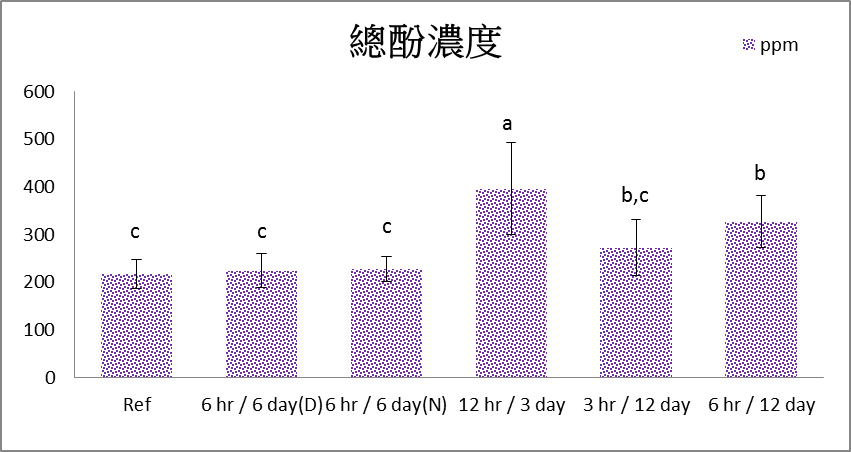 總酚濃度
ppm
600
500
400
300
200
100
0
c
c
c
a
b,c
b
Ref
6 hr / 6 day(D)
6 hr / 6 day(N)
12 hr / 3 day
3 hr / 12 day
6 hr / 12 day